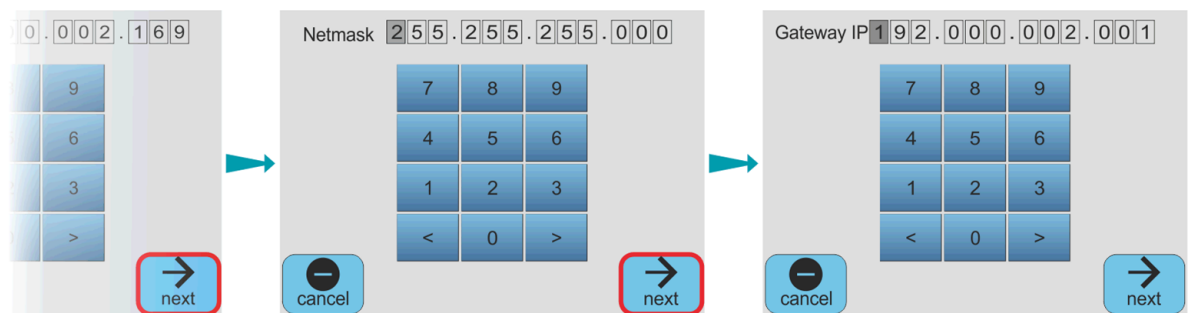 0.002.169
9
6
3
>
next
Netmask 255.255.255.000
7 8 9
4 5 6
1 2 3
< 0 >
cancel next
Gateway IP 192.000.002.001
7 8 9
4 5 6
1 2 3
< 0 >
cancel next